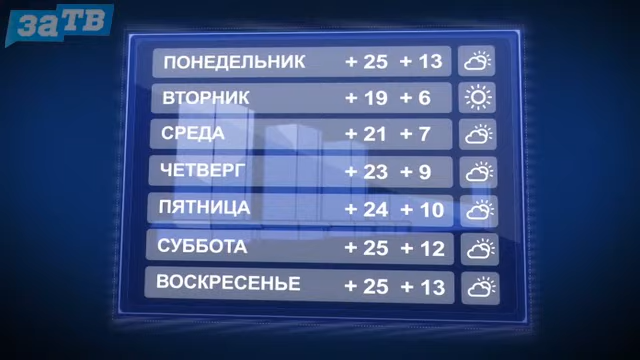 заТВ
ПОНЕДЕЛЬНИК + 25 + 13
ВТОРНИК + 19 + 6
СРЕДА + 21 + 7
ЧЕТВЕРГ + 23 + 9
ПЯТНИЦА + 24 + 10
СУББОТА + 25 + 12
ВОСКРЕСЕНЬЕ + 25 + 13